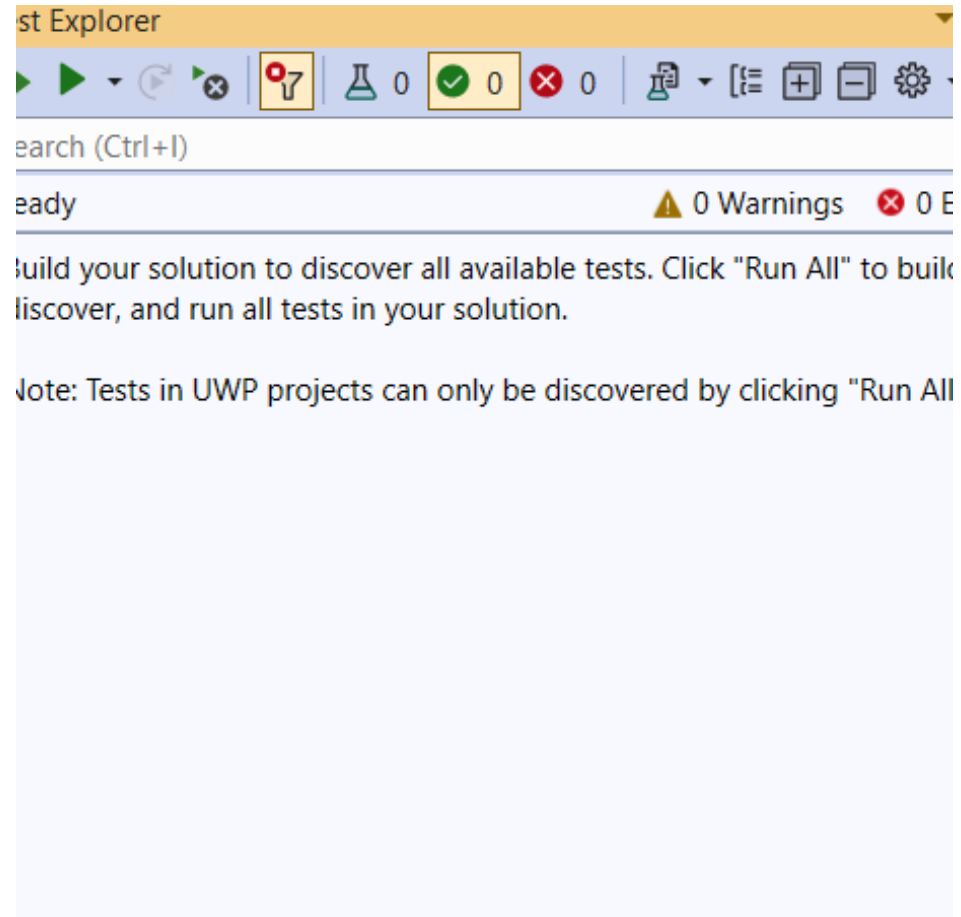 st Explorer
0 0 0
earch (Ctrl+I)
eady 0 Warnings 0 E
Build your solution to discover all available tests. Click "Run All" to build
discover, and run all tests in your solution.
Note: Tests in UWP projects can only be discovered by clicking "Run All